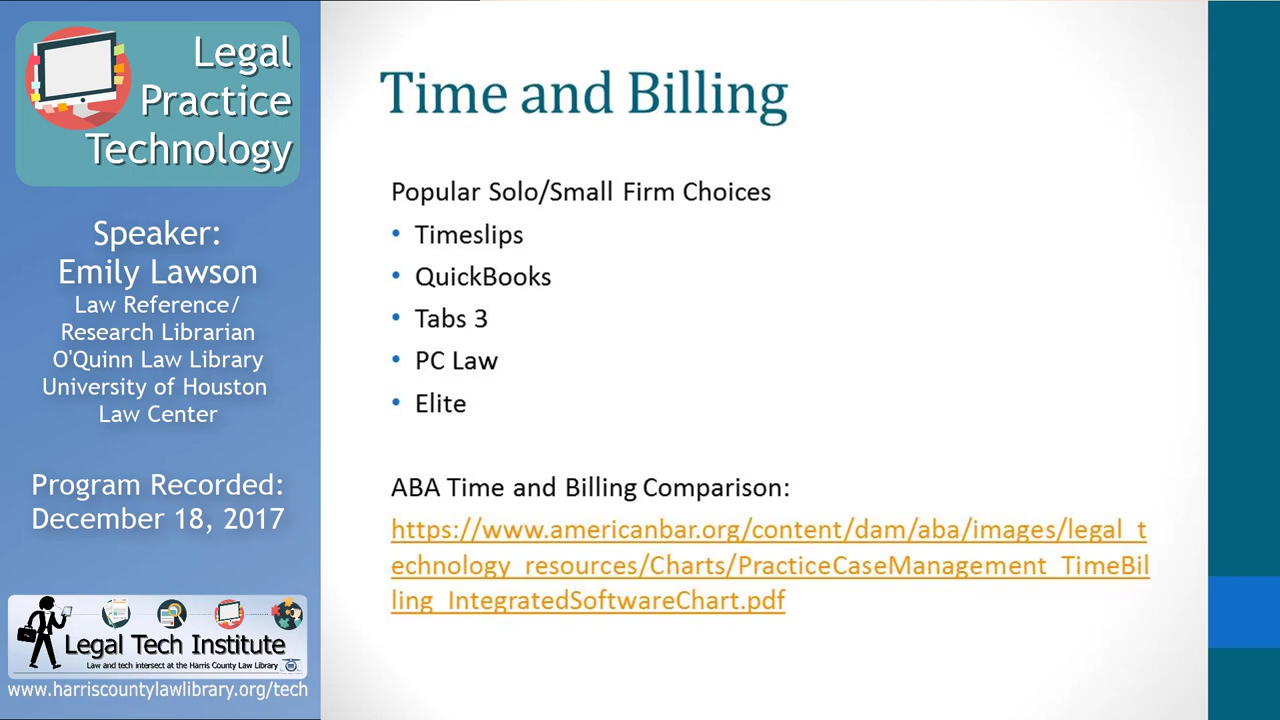 Legal
Practice
Technology
Speaker:
Emily Lawson
Law Reference/
Research Librarian
O'Quinn Law Library
University of Houston
Law Center
Program Recorded:
December 18, 2017
Legal Tech Institute
Law and tech intersect at the Harris County Law Library
www.harriscountylawlibrary.org/tech
Time and Billing
Popular Solo/Small Firm Choices
• Timeslips
• QuickBooks
• Tabs 3
• PC Law
• Elite
ABA Time and Billing Comparison:
https://www.americanbar.org/content/dam/aba/images/legal_t
echnology_resources/Charts/PracticeCaseManagement_TimeBil
ling_IntegratedSoftwareChart.pdf